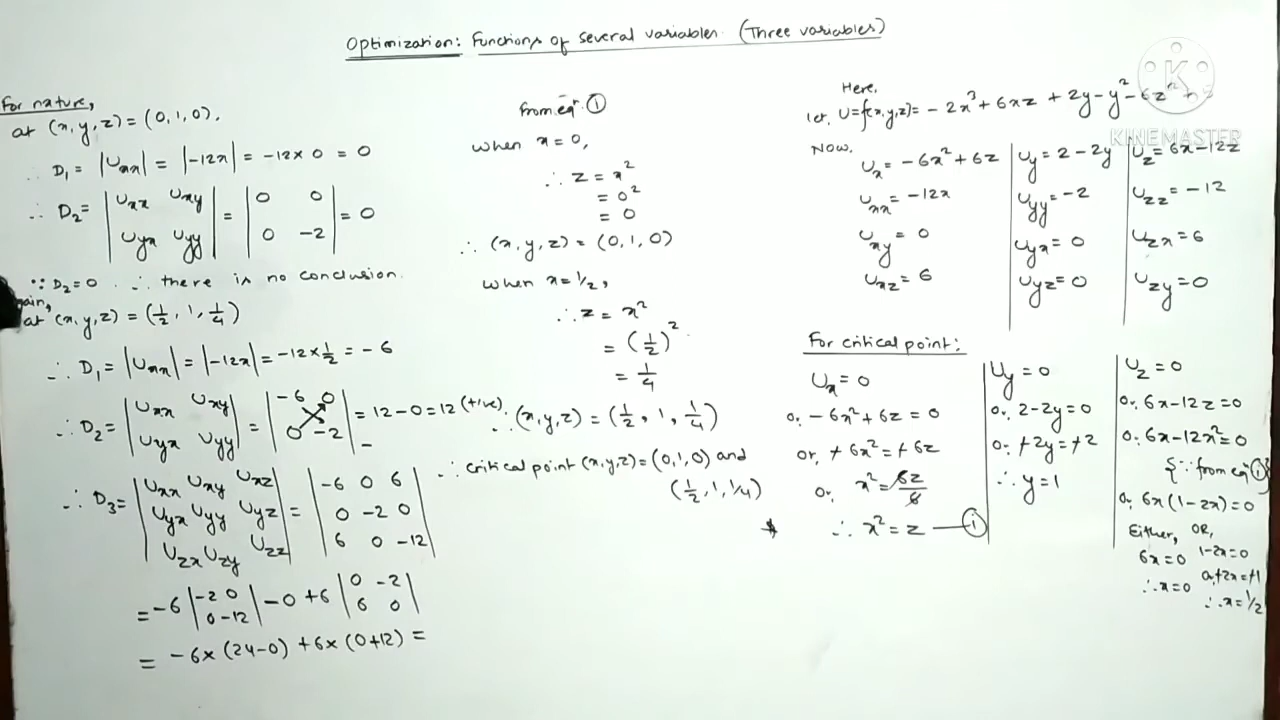 Optimization: Functions of several variables. (Three variables)
For nature,
at (x,y,z) = (0,1,0).
∴ D₁ = |Uxx| = |-12x| = -12 × 0 = 0
∴ D₂ = | Uxx Uxy | = | 0 0 | = 0
| Uyx Uyy | | 0 -2 |
∵ D₂ = 0 ∴ there is no conclusion.
at (x,y,z) = (1/2, 1, 1/4)
∴ D₁ = |Uxx| = |-12x| = -12 × 1/2 = -6
∴ D₂ = | Uxx Uxy | = | -6 0 | = 12-0 = 12 (+ive).
| Uyx Uyy | | 0 -2 |
∴ D₃ = | Uxx Uxy Uxz | = | -6 0 6 |
| Uyx Uyy Uyz | | 0 -2 0 |
| Uzx Uzy Uzz | | 6 0 -12 |
= -6 | -2 0 | - 0 + 6 | 0 -2 |
| 0 -12 | | 6 0 |
= -6 × (24-0) + 6 × (0+12) =
From eqⁿ. ①
when x = 0,
∴ z = x²
= 0²
= 0
∴ (x,y,z) = (0,1,0)
when x = 1/2,
∴ z = x²
= (1/2)²
= 1/4
∴ (x,y,z) = (1/2, 1, 1/4)
∴ critical point (x,y,z) = (0,1,0) and
(1/2, 1, 1/4)
Here,
let, U = f(x,y,z) = -2x³ + 6xz + 2y - y² - 6z²
Now,
Ux = -6x² + 6z
Uxx = -12x
Uxy = 0
Uxz = 6
Uy = 2 - 2y
Uyy = -2
Uyx = 0
Uyz = 0
Uz = 6x - 12z
Uzz = -12
Uzx = 6
Uzy = 0
For critical point:
Ux = 0
or, -6x² + 6z = 0
or, +6x² = +6z
or, x² = 6z/6
∴ x² = z — ①
Uy = 0
or, 2 - 2y = 0
or, +2y = +2
∴ y = 1
Uz = 0
or, 6x - 12z = 0
or, 6x - 12x² = 0
{∵ from eqⁿ ①}
or, 6x (1-2x) = 0
Either, OR,
6x = 0 1-2x = 0
∴ x = 0 or, +2x = +1
∴ x = 1/2
K
KINEMASTER